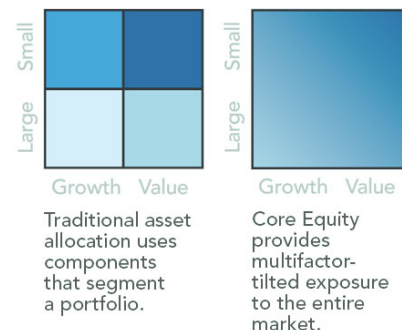 Small
Large
Growth Value
Traditional asset
allocation uses
components
that segment
a portfolio.
Small
Large
Growth Value
Core Equity
provides
multifactor-
tilted exposure
to the entire
market.